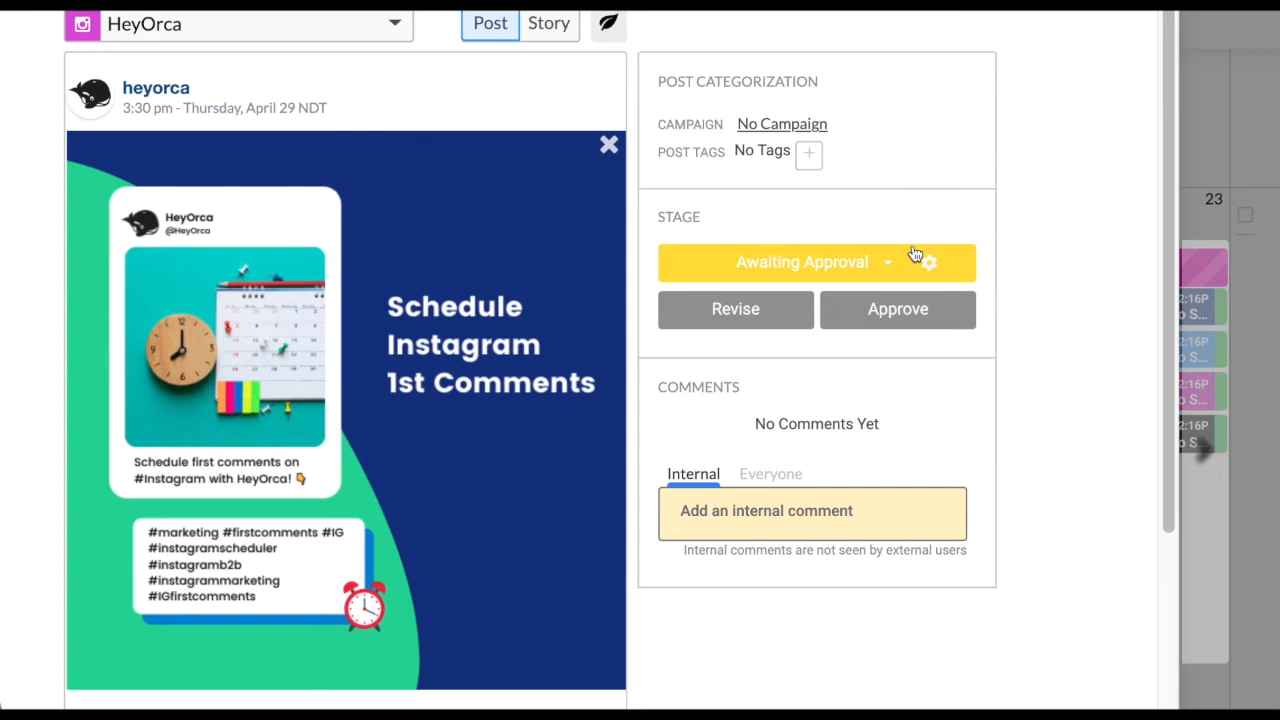 HeyOrca
Post
Story
heyorca
3:30 pm - Thursday, April 29 NDT
HeyOrca
@HeyOrca
Schedule first comments on
#Instagram with HeyOrca! 👇
#marketing #firstcomments #IG
#instagramscheduler
#instagramb2b
#instagrammarketing
#IGfirstcomments
Schedule
Instagram
1st Comments
POST CATEGORIZATION
CAMPAIGN No Campaign
POST TAGS No Tags +
STAGE
Awaiting Approval
Revise
Approve
COMMENTS
No Comments Yet
Internal Everyone
Add an internal comment
Internal comments are not seen by external users
23
2:16P
o S...
2:16P
o S...
2:16P
o S...
2:16P
o S...